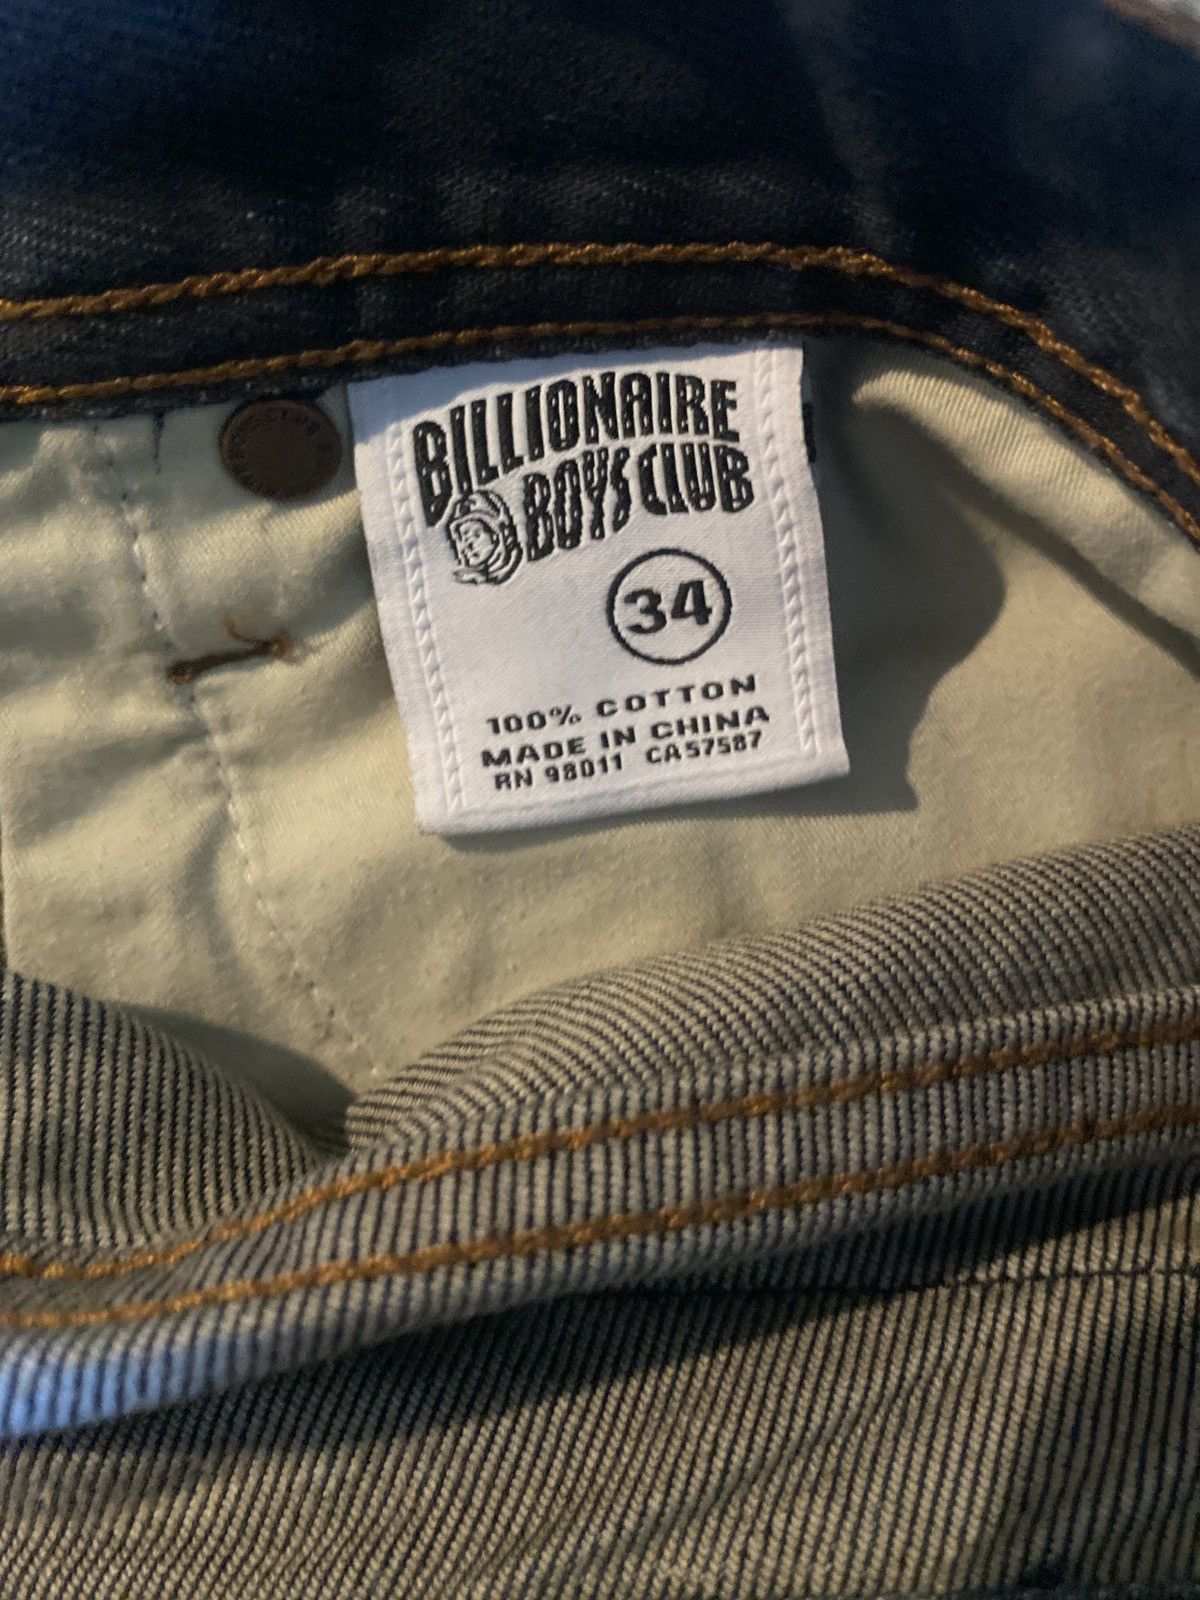 BILLIONAIRE
BOYS CLUB
34
100% COTTON
MADE IN CHINA
RN 98011 CA57587